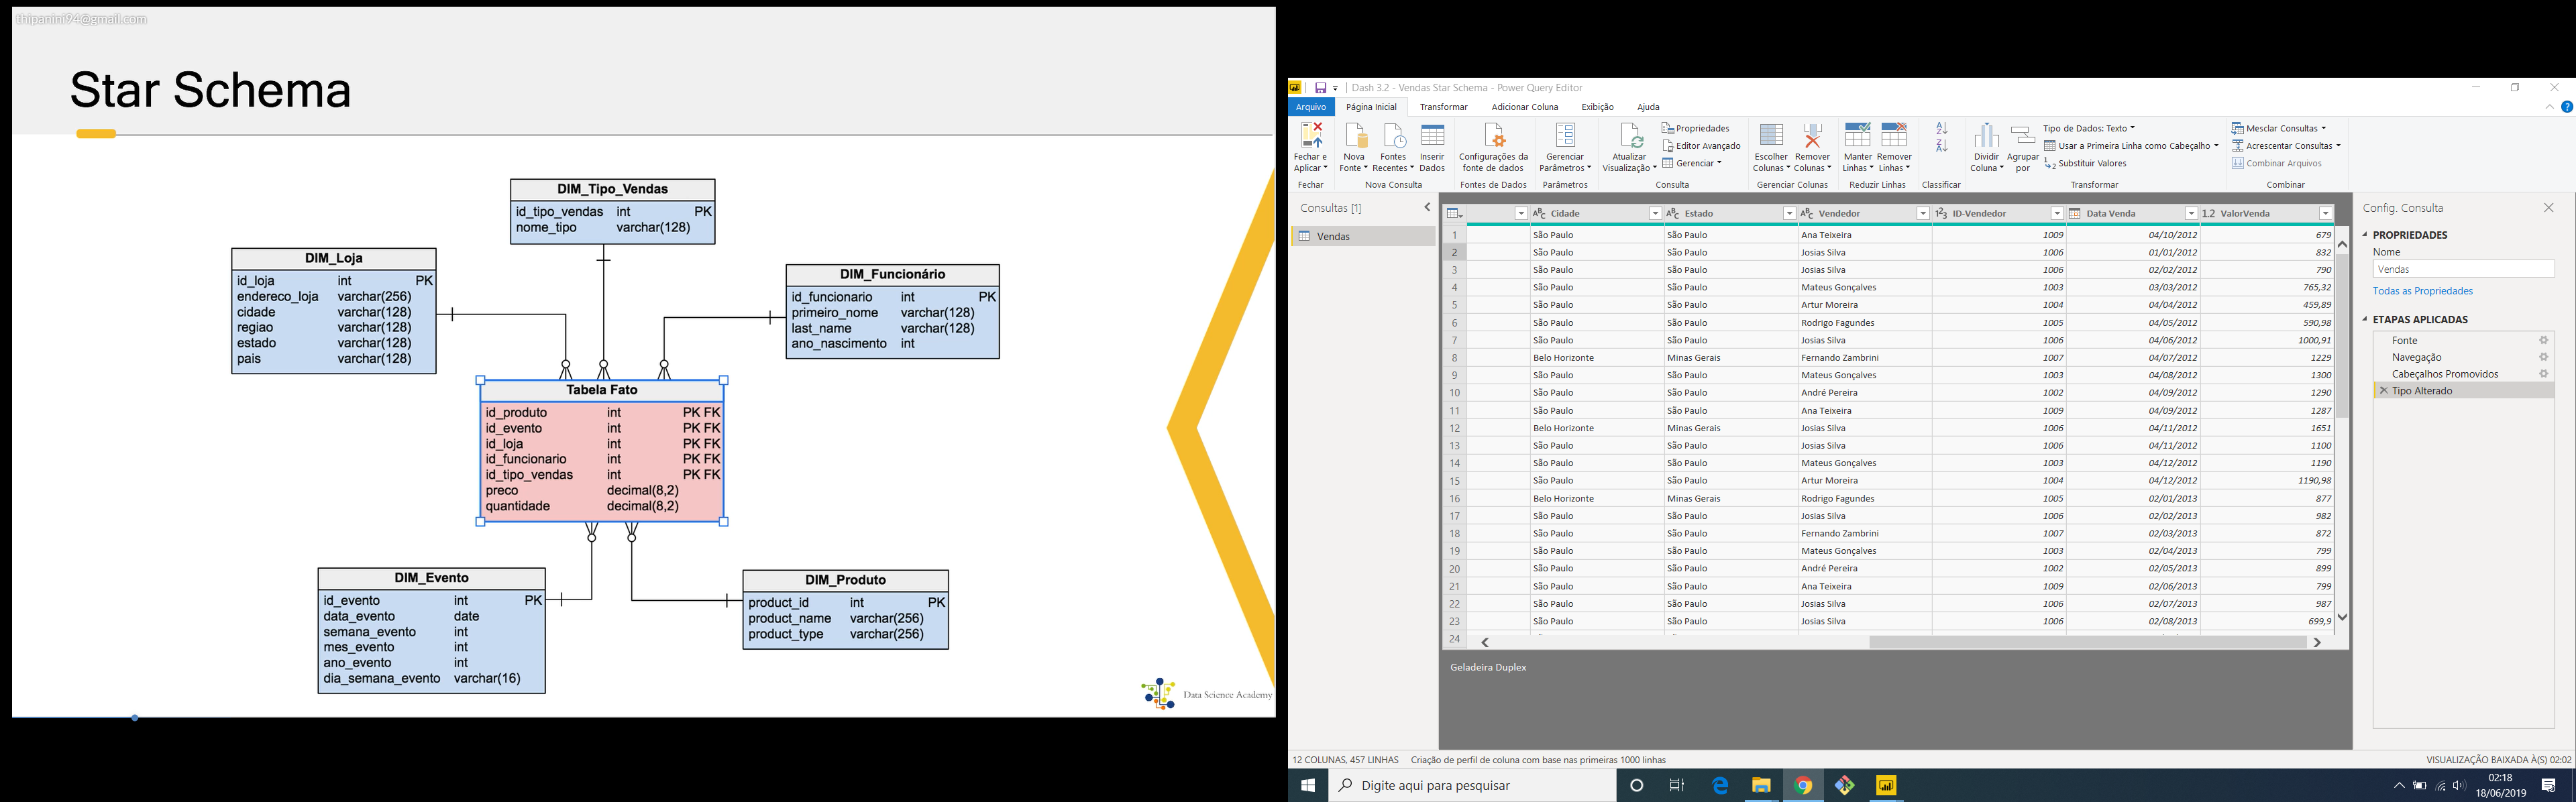 thipanini94@gmail.com
Star Schema
DIM_Tipo_Vendas
id_tipo_vendas int PK
nome_tipo varchar(128)
DIM_Loja
id_loja int PK
endereco_loja varchar(256)
cidade varchar(128)
regiao varchar(128)
estado varchar(128)
pais varchar(128)
DIM_Funcionário
id_funcionario int PK
primeiro_nome varchar(128)
last_name varchar(128)
ano_nascimento int
Tabela Fato
id_produto int PK FK
id_evento int PK FK
id_loja int PK FK
id_funcionario int PK FK
id_tipo_vendas int PK FK
preco decimal(8,2)
quantidade decimal(8,2)
DIM_Evento
id_evento int PK
data_evento date
semana_evento int
mes_evento int
ano_evento int
dia_semana_evento varchar(16)
DIM_Produto
product_id int PK
product_name varchar(256)
product_type varchar(256)
Data Science Academy
Dash 3.2 - Vendas Star Schema - Power Query Editor
Arquivo Página Inicial Transformar Adicionar Coluna Exibição Ajuda
Fechar e Aplicar
Nova Fonte
Fontes Recentes
Inserir Dados
Configurações da fonte de dados
Gerenciar Parâmetros
Atualizar Visualização
Propriedades
Editor Avançado
Gerenciar
Escolher Colunas
Remover Colunas
Manter Linhas
Remover Linhas
Dividir Coluna
Agrupar por
Tipo de Dados: Texto
Usar a Primeira Linha como Cabeçalho
Substituir Valores
Mesclar Consultas
Acrescentar Consultas
Combinar Arquivos
Fechar Nova Consulta Fontes de Dados Parâmetros Consulta Gerenciar Colunas Reduzir Linhas Classificar Transformar Combinar
Consultas [1]
Vendas
Cidade Estado Vendedor ID-Vendedor Data Venda ValorVenda
1 São Paulo São Paulo Ana Teixeira 1009 04/10/2012 679
2 São Paulo São Paulo Josias Silva 1006 01/01/2012 832
3 São Paulo São Paulo Josias Silva 1006 02/02/2012 790
4 São Paulo São Paulo Mateus Gonçalves 1003 03/03/2012 765,32
5 São Paulo São Paulo Artur Moreira 1004 04/04/2012 459,89
6 São Paulo São Paulo Rodrigo Fagundes 1005 04/05/2012 590,98
7 São Paulo São Paulo Josias Silva 1006 04/06/2012 1000,91
8 Belo Horizonte Minas Gerais Fernando Zambrini 1007 04/07/2012 1229
9 São Paulo São Paulo Mateus Gonçalves 1003 04/08/2012 1300
10 São Paulo São Paulo André Pereira 1002 04/09/2012 1290
11 São Paulo São Paulo Ana Teixeira 1009 04/09/2012 1287
12 Belo Horizonte Minas Gerais Josias Silva 1006 04/11/2012 1651
13 São Paulo São Paulo Josias Silva 1006 04/11/2012 1100
14 São Paulo São Paulo Mateus Gonçalves 1003 04/12/2012 1190
15 São Paulo São Paulo Artur Moreira 1004 04/12/2012 1190,98
16 Belo Horizonte Minas Gerais Rodrigo Fagundes 1005 02/01/2013 877
17 São Paulo São Paulo Josias Silva 1006 02/02/2013 982
18 São Paulo São Paulo Fernando Zambrini 1007 02/03/2013 872
19 São Paulo São Paulo Mateus Gonçalves 1003 02/04/2013 799
20 São Paulo São Paulo André Pereira 1002 02/05/2013 899
21 São Paulo São Paulo Ana Teixeira 1009 02/06/2013 799
22 São Paulo São Paulo Josias Silva 1006 02/07/2013 987
23 São Paulo São Paulo Josias Silva 1006 02/08/2013 699,9
24
Geladeira Duplex
Config. Consulta
PROPRIEDADES
Nome
Vendas
Todas as Propriedades
ETAPAS APLICADAS
Fonte
Navegação
Cabeçalhos Promovidos
Tipo Alterado
12 COLUNAS, 457 LINHAS Criação de perfil de coluna com base nas primeiras 1000 linhas
VISUALIZAÇÃO BAIXADA À(S) 02:02
Digite aqui para pesquisar
02:18
18/06/2019